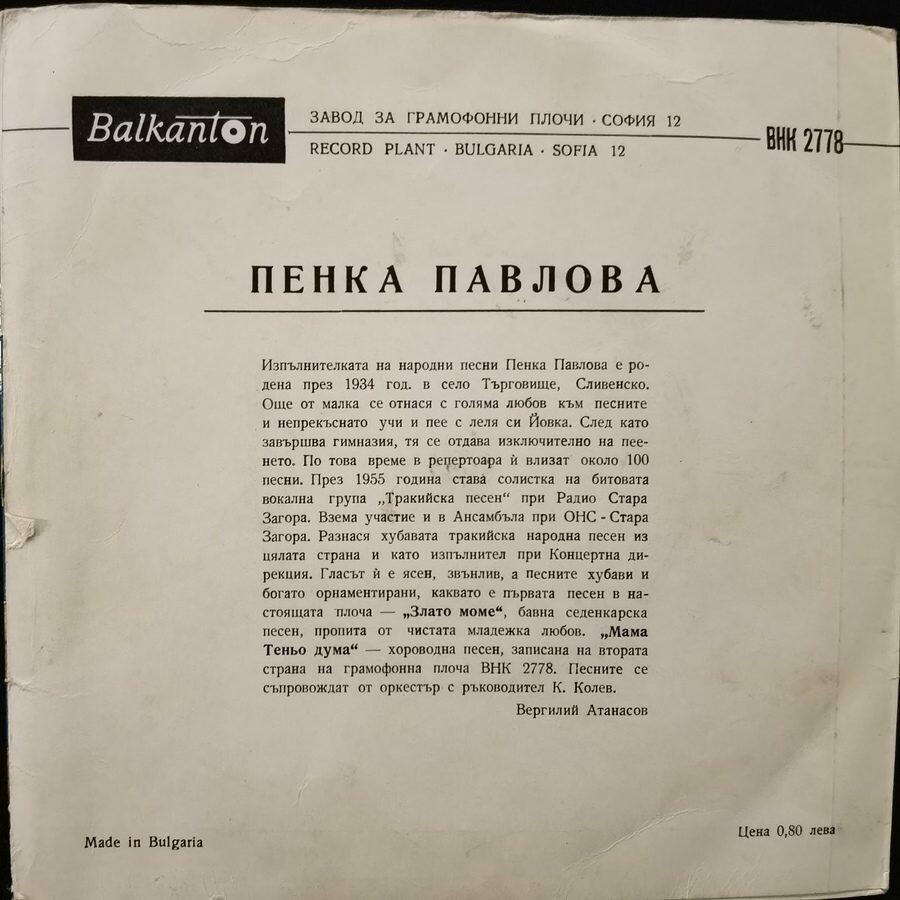 Balkanton
ЗАВОД ЗА ГРАМОФОННИ ПЛОЧИ · СОФИЯ 12
RECORD PLANT · BULGARIA · SOFIA 12
ВНК 2778
ПЕНКА ПАВЛОВА
Изпълнителката на народни песни Пенка Павлова е ро-
дена през 1934 год. в село Търговище, Сливенско.
Още от малка се отнася с голяма любов към песните
и непрекъснато учи и пее с леля си Йовка. След като
завършва гимназия, тя се отдава изключително на пее-
нето. По това време в репертоара ѝ влизат около 100
песни. През 1955 година става солистка на битовата
вокална група „Тракийска песен“ при Радио Стара
Загора. Взема участие и в Ансамбъла при ОНС - Стара
Загора. Разнася хубавата тракийска народна песен из
цялата страна и като изпълнител при Концертна ди-
рекция. Гласът ѝ е ясен, звънлив, а песните хубави и
богато орнаментирани, каквато е първата песен в на-
стоящата плоча — „Злато моме“, бавна седенкарска
песен, пропита от чистата младежка любов. „Мама
Теньо дума“ — хороводна песен, записана на втората
страна на грамофонна плоча ВНК 2778. Песните се
съпровождат от оркестър с ръководител К. Колев.
Вергилий Атанасов
Made in Bulgaria
Цена 0,80 лева